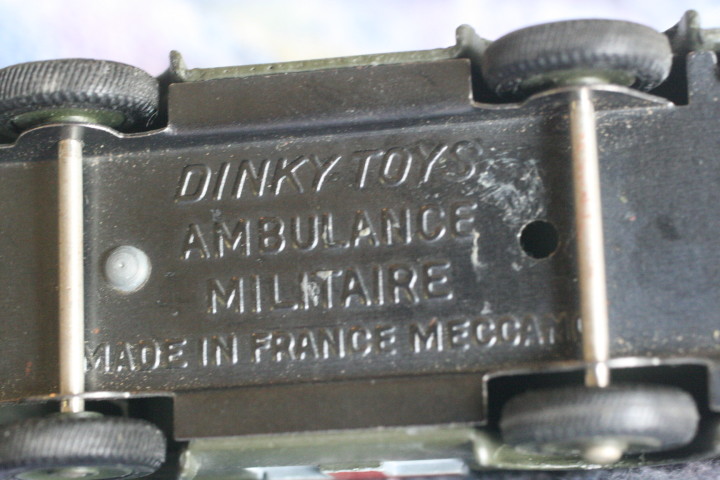 DINKY TOYS
AMBULANCE
MILITAIRE
MADE IN FRANCE MECCANO